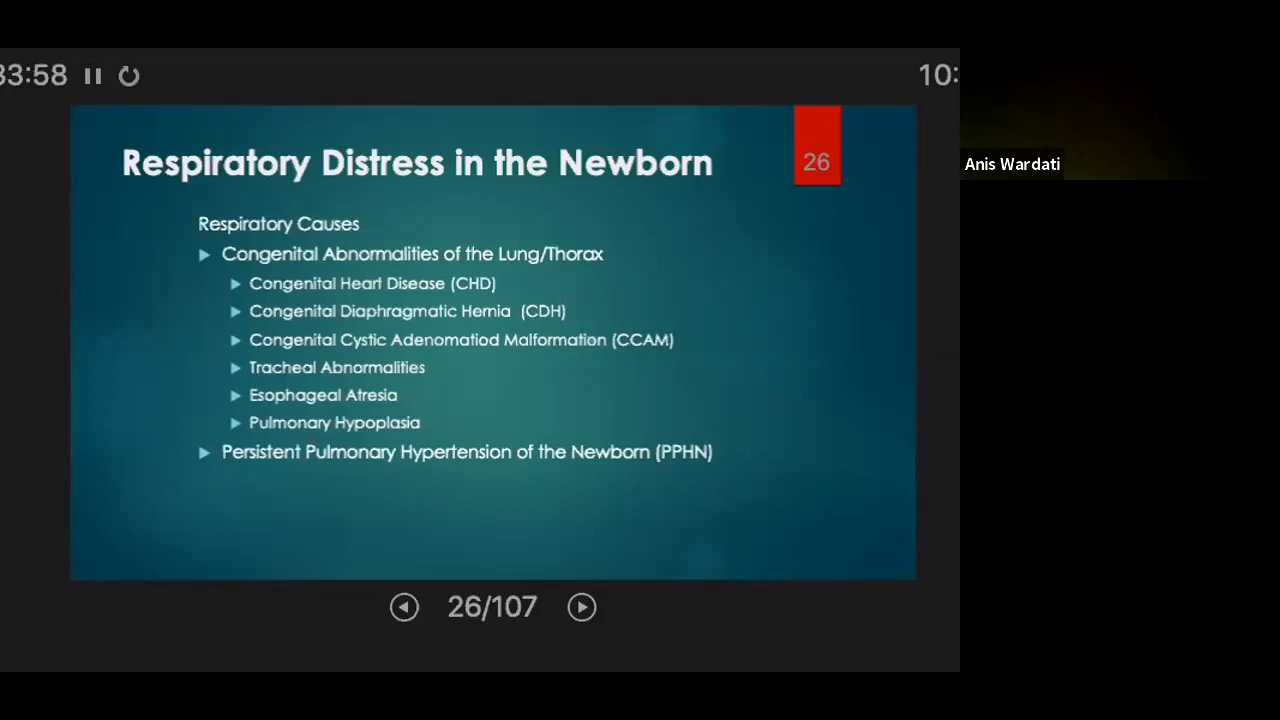 33:58
10:
Respiratory Distress in the Newborn
26
Respiratory Causes
Congenital Abnormalities of the Lung/Thorax
Congenital Heart Disease (CHD)
Congenital Diaphragmatic Hernia (CDH)
Congenital Cystic Adenomatiod Malformation (CCAM)
Tracheal Abnormalities
Esophageal Atresia
Pulmonary Hypoplasia
Persistent Pulmonary Hypertension of the Newborn (PPHN)
26/107
Anis Wardati